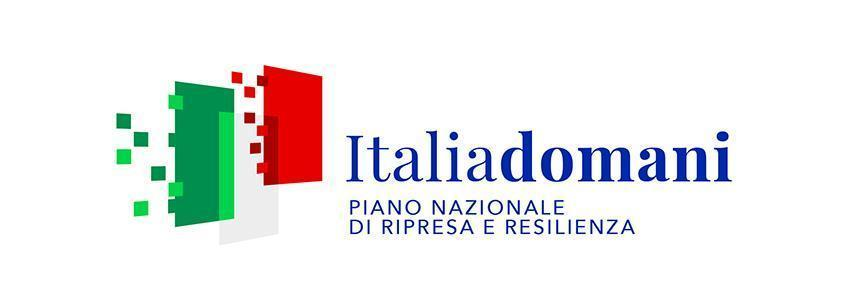 Italiadomani
PIANO NAZIONALE
DI RIPRESA E RESILIENZA